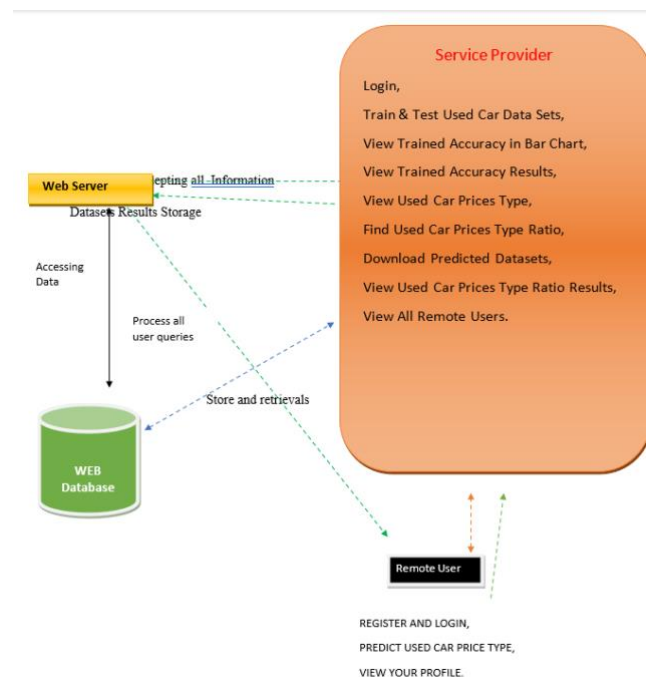 Service Provider
Login,
Train & Test Used Car Data Sets,
View Trained Accuracy in Bar Chart,
View Trained Accuracy Results,
View Used Car Prices Type,
Find Used Car Prices Type Ratio,
Download Predicted Datasets,
View Used Car Prices Type Ratio Results,
View All Remote Users.
Web Server
epting all Information
Datasets Results Storage
Accessing
Data
Process all
user queries
Store and retrievals
WEB
Database
Remote User
REGISTER AND LOGIN,
PREDICT USED CAR PRICE TYPE,
VIEW YOUR PROFILE.